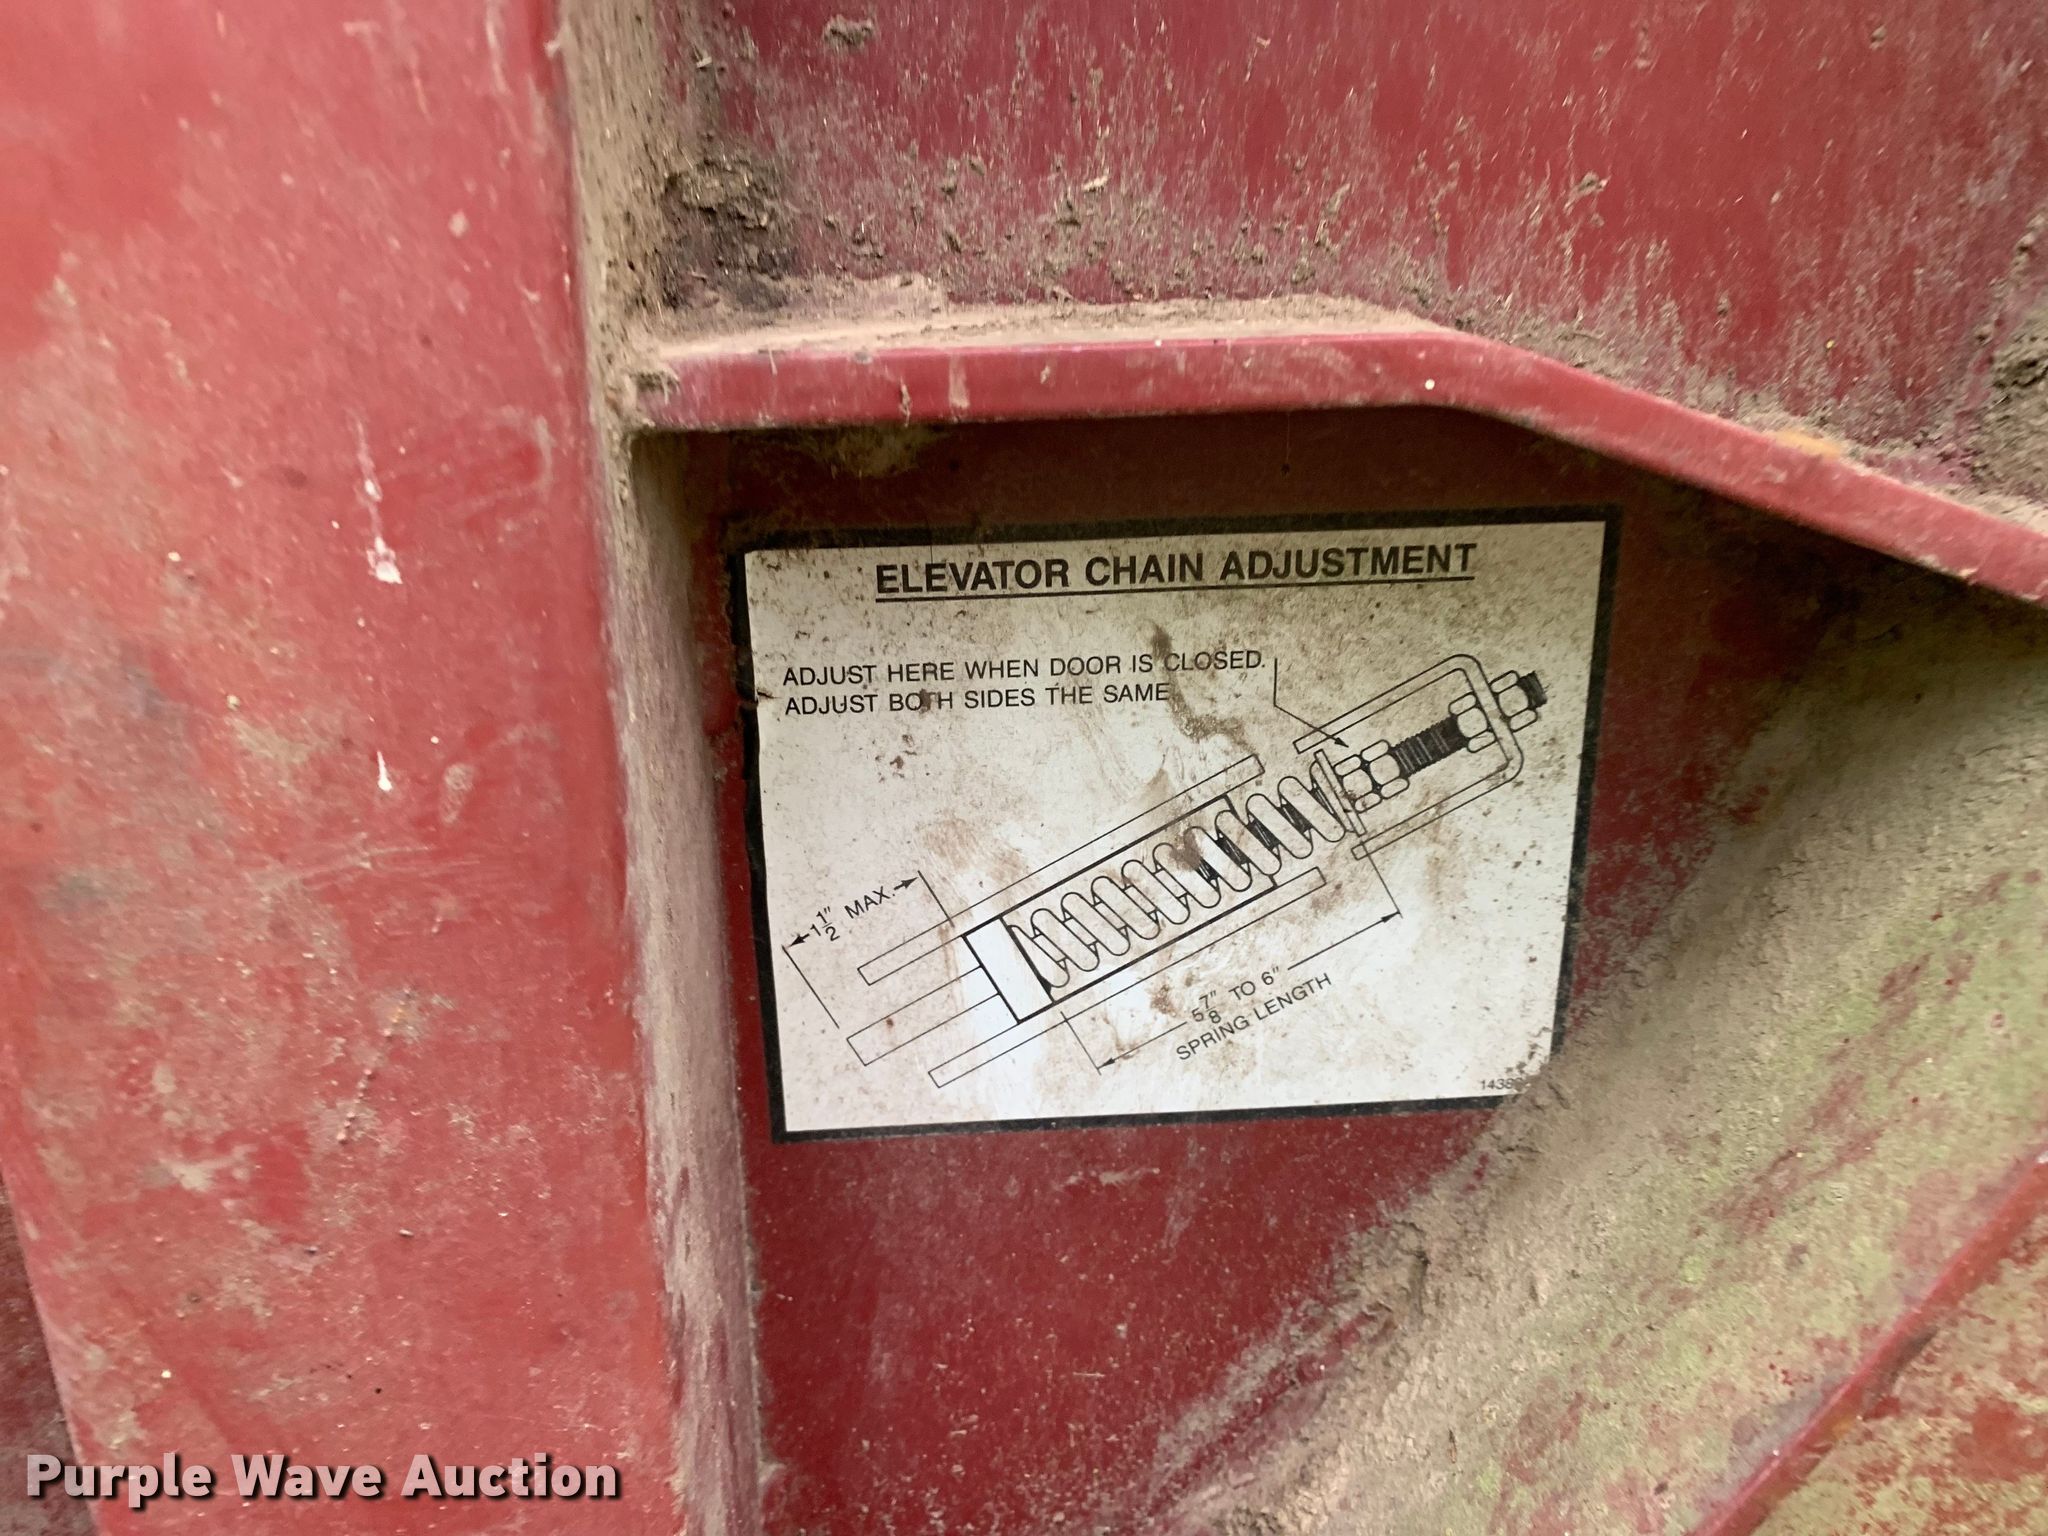 ELEVATOR CHAIN ADJUSTMENT
ADJUST HERE WHEN DOOR IS CLOSED.
ADJUST BOTH SIDES THE SAME
1 1/2" MAX.
5 7/8" TO 6"
SPRING LENGTH
Purple Wave Auction